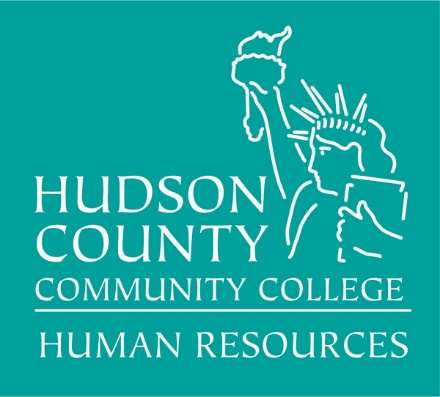 HUDSON
COUNTY
COMMUNITY COLLEGE
HUMAN RESOURCES